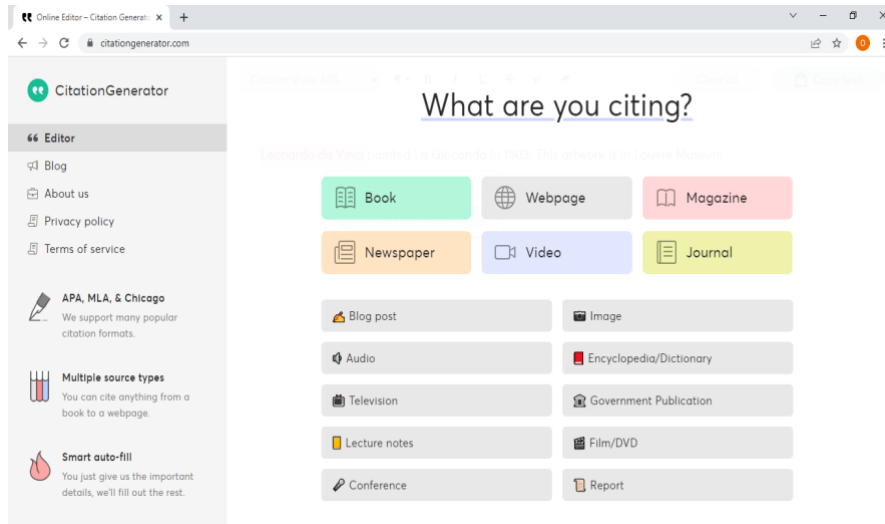 Online Editor – Citation Generat
citationgenerator.com
O
CitationGenerator
Editor
Blog
About us
Privacy policy
Terms of service
APA, MLA, & Chicago
We support many popular
citation formats.
Multiple source types
You can cite anything from a
book to a webpage.
Smart auto-fill
You just give us the important
details, we'll fill out the rest.
What are you citing?
Leonardo da Vinci painted La Gioconda in 1503. This artwork is in Louvre Museum
Book Webpage Magazine
Newspaper Video Journal
Blog post Image
Audio Encyclopedia/Dictionary
Television Government Publication
Lecture notes Film/DVD
Conference Report